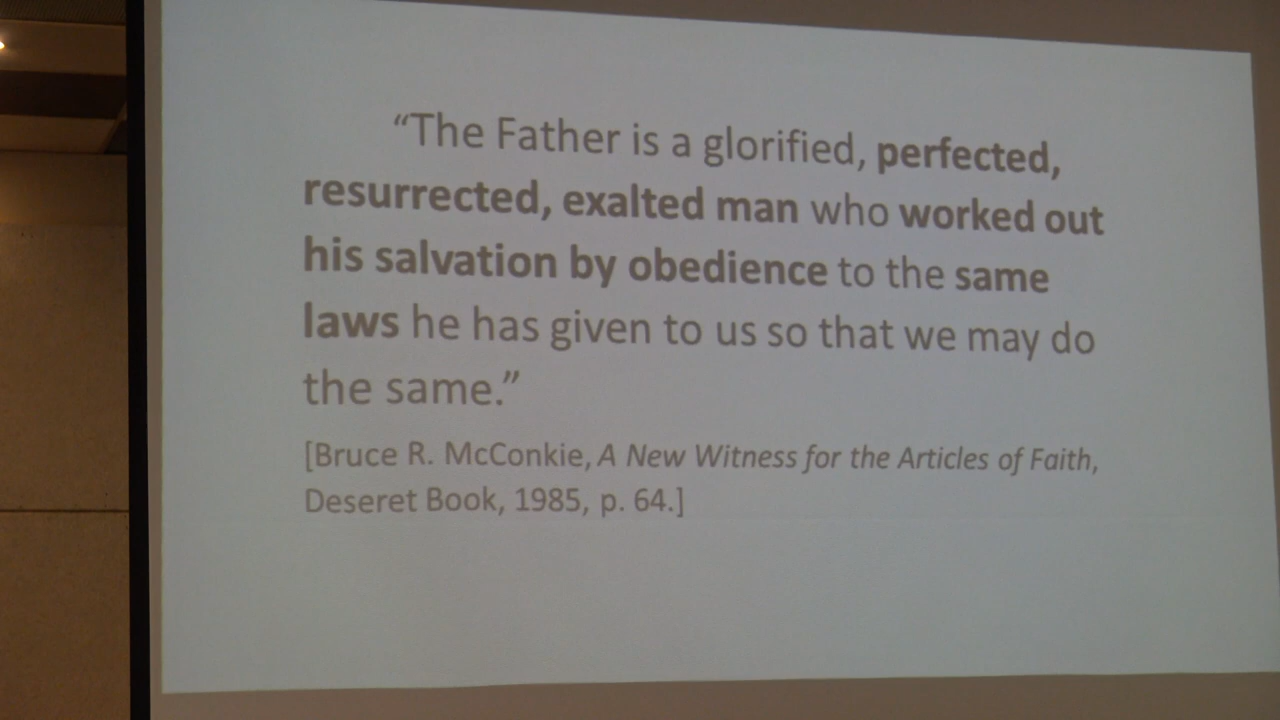 “The Father is a glorified, perfected,
resurrected, exalted man who worked out
his salvation by obedience to the same
laws he has given to us so that we may do
the same.”
[Bruce R. McConkie, A New Witness for the Articles of Faith,
Deseret Book, 1985, p. 64.]